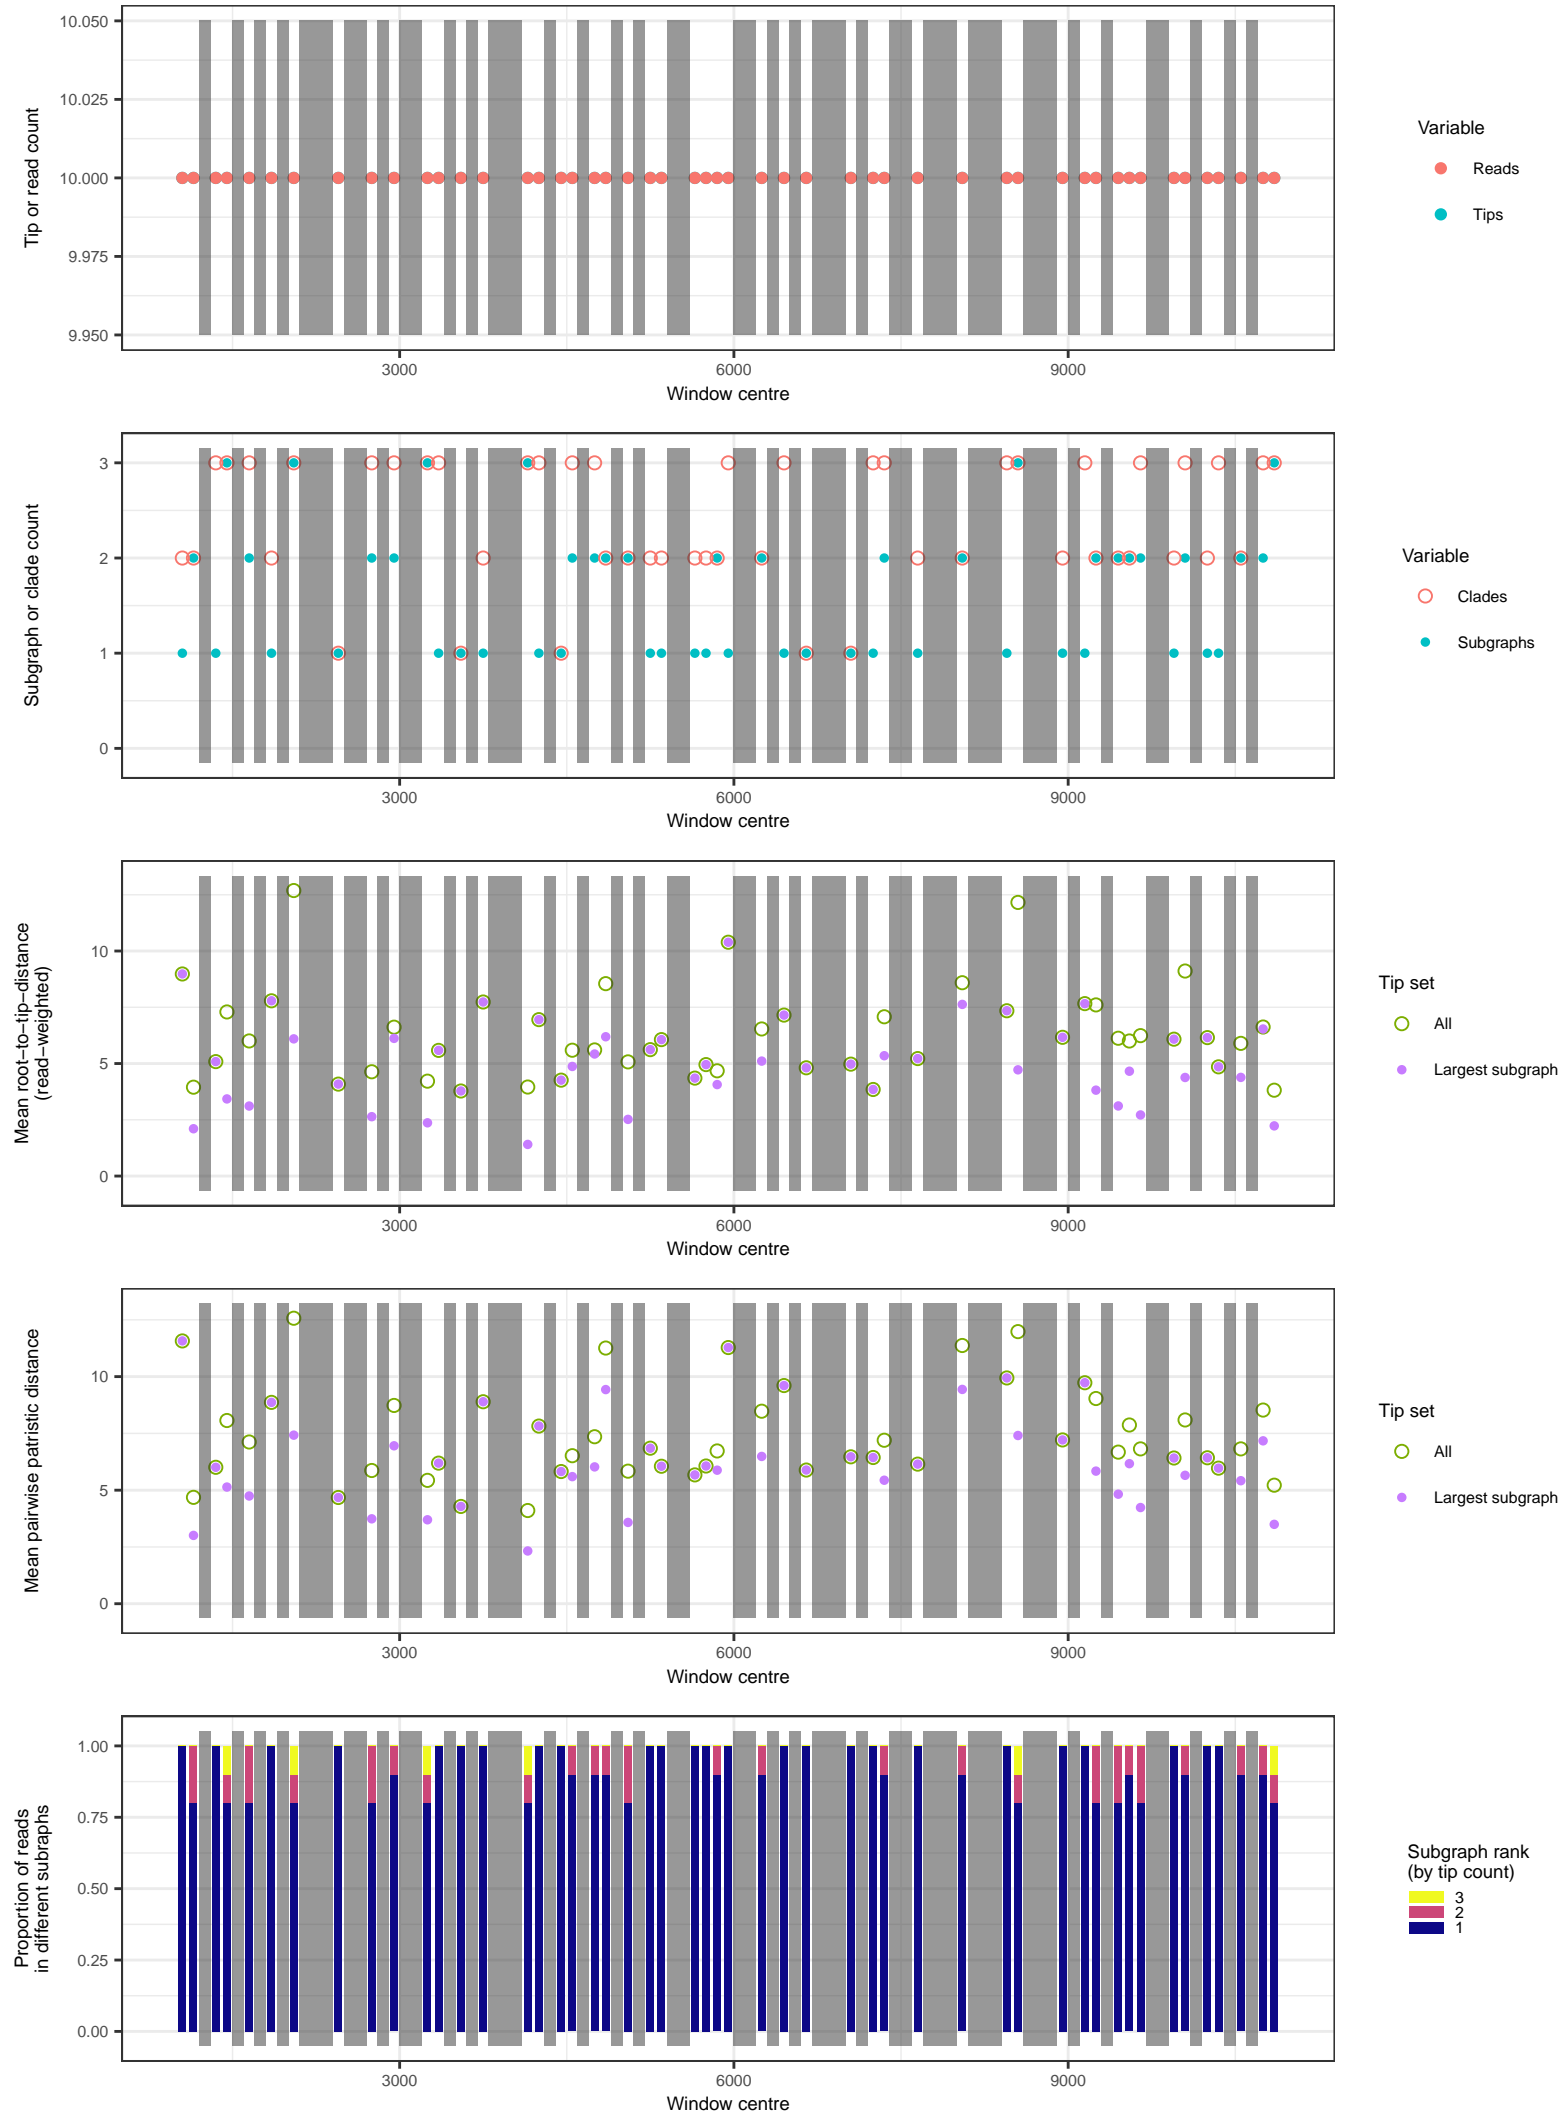 10.050
10.025
10.000
9.975
9.950
Tip or read count
3000
6000
9000
Window centre
Variable
Reads
Tips
3
2
1
0
Subgraph or clade count
3000
6000
9000
Window centre
Variable
Clades
Subgraphs
10
5
0
Mean root−to−tip−distance
(read−weighted)
3000
6000
9000
Window centre
Tip set
All
Largest subgraph
10
5
0
Mean pairwise patristic distance
3000
6000
9000
Window centre
Tip set
All
Largest subgraph
1.00
0.75
0.50
0.25
0.00
Proportion of reads
in different subraphs
3000
6000
9000
Window centre
Subgraph rank
(by tip count)
3
2
1